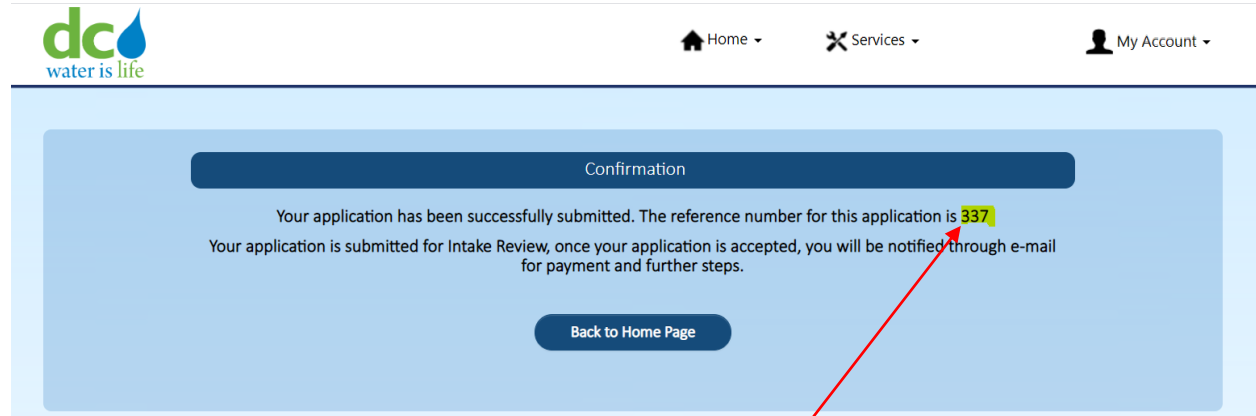 dc
water is life
Home
Services
My Account
Confirmation
Your application has been successfully submitted. The reference number for this application is 337
Your application is submitted for Intake Review, once your application is accepted, you will be notified through e-mail
for payment and further steps.
Back to Home Page